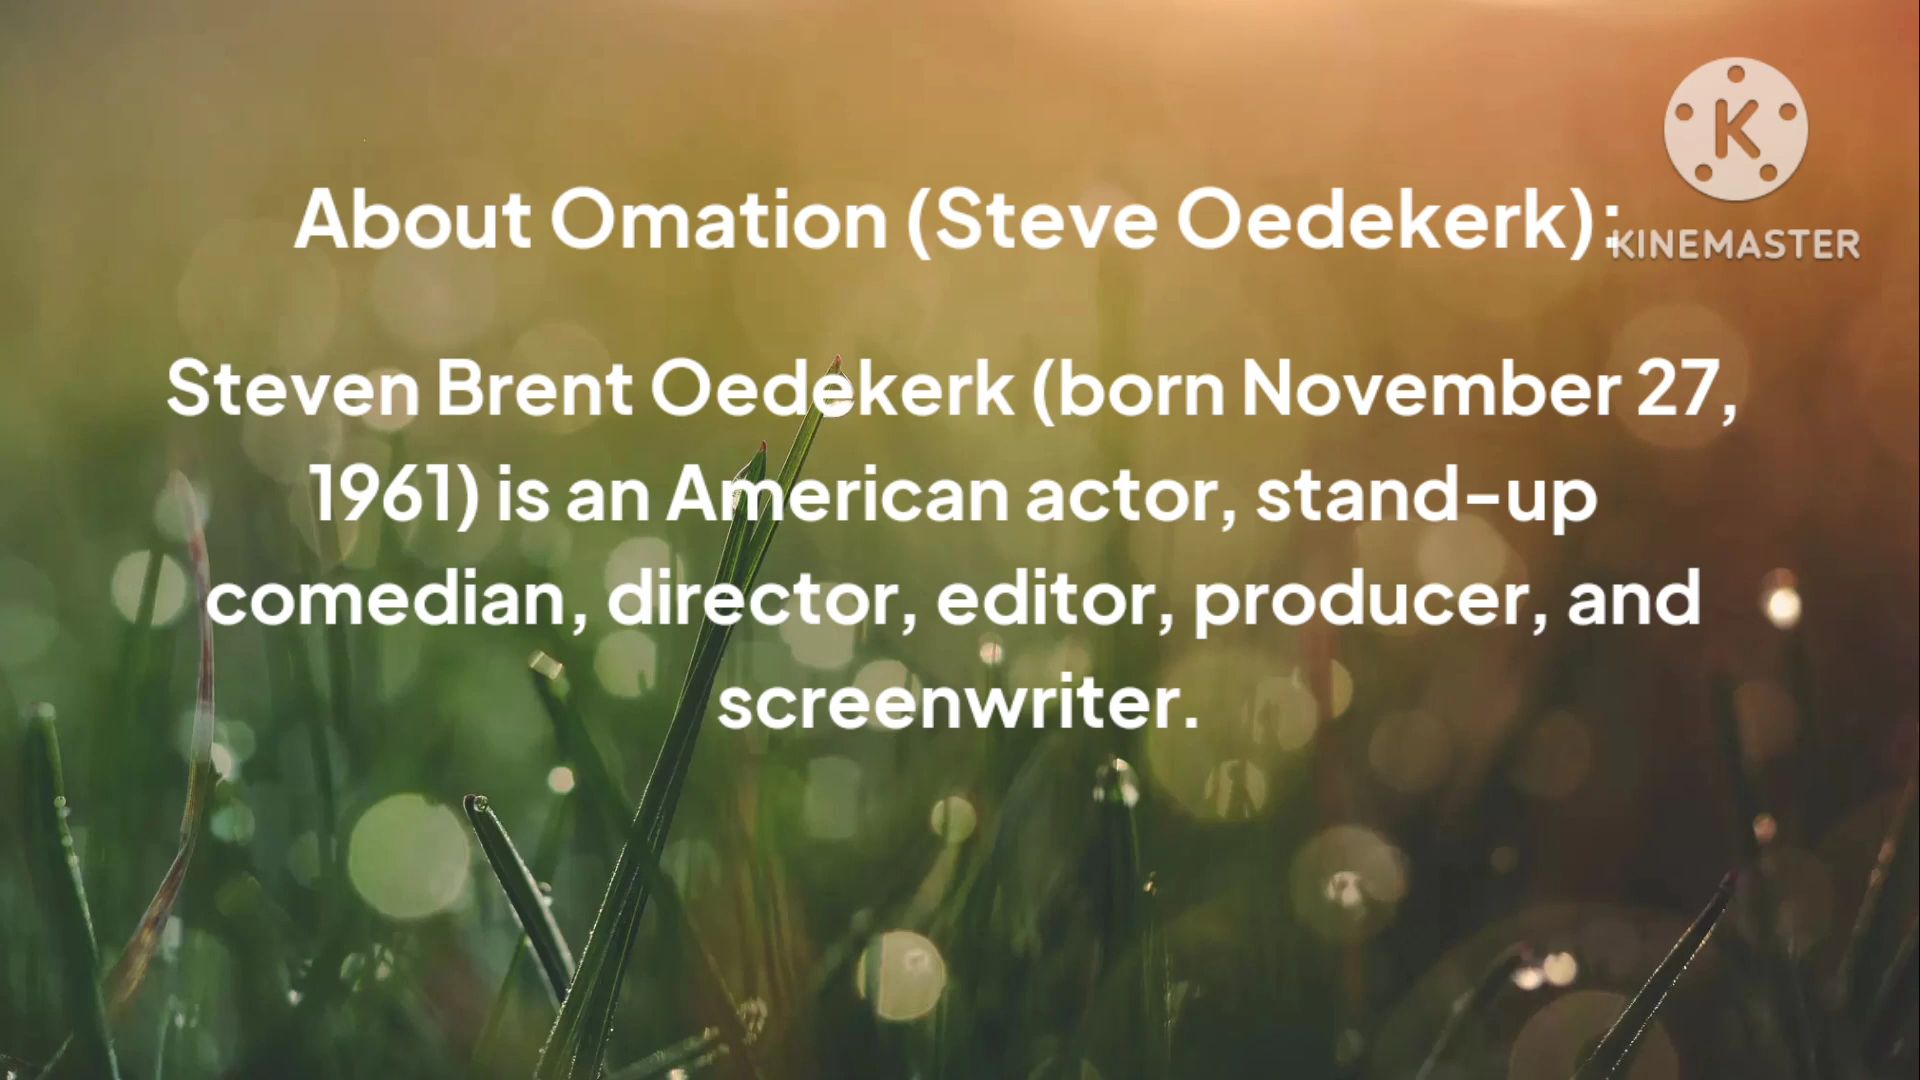 About Omation (Steve Oedekerk):
K
KINEMASTER
Steven Brent Oedekerk (born November 27,
1961) is an American actor, stand-up
comedian, director, editor, producer, and
screenwriter.